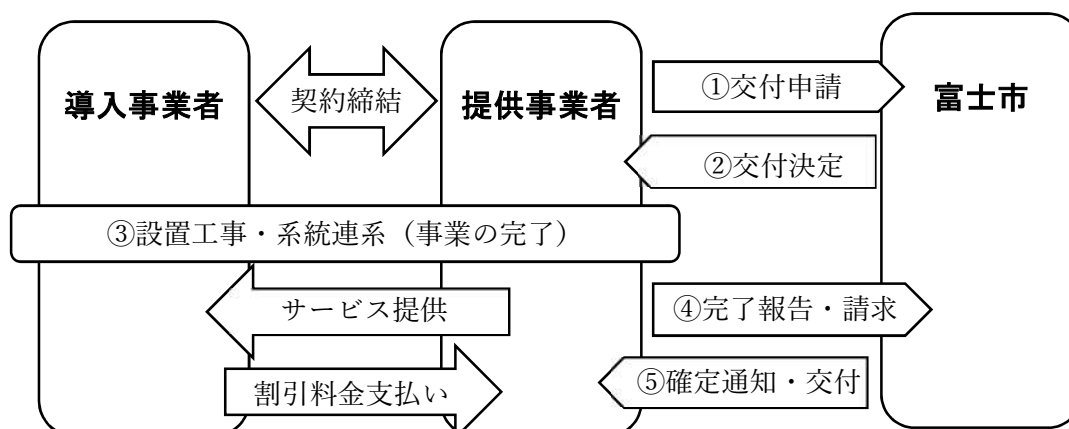 導入事業者
契約締結
提供事業者
①交付申請
富士市
②交付決定
③設置工事・系統連系（事業の完了）
サービス提供
④完了報告・請求
割引料金支払い
⑤確定通知・交付